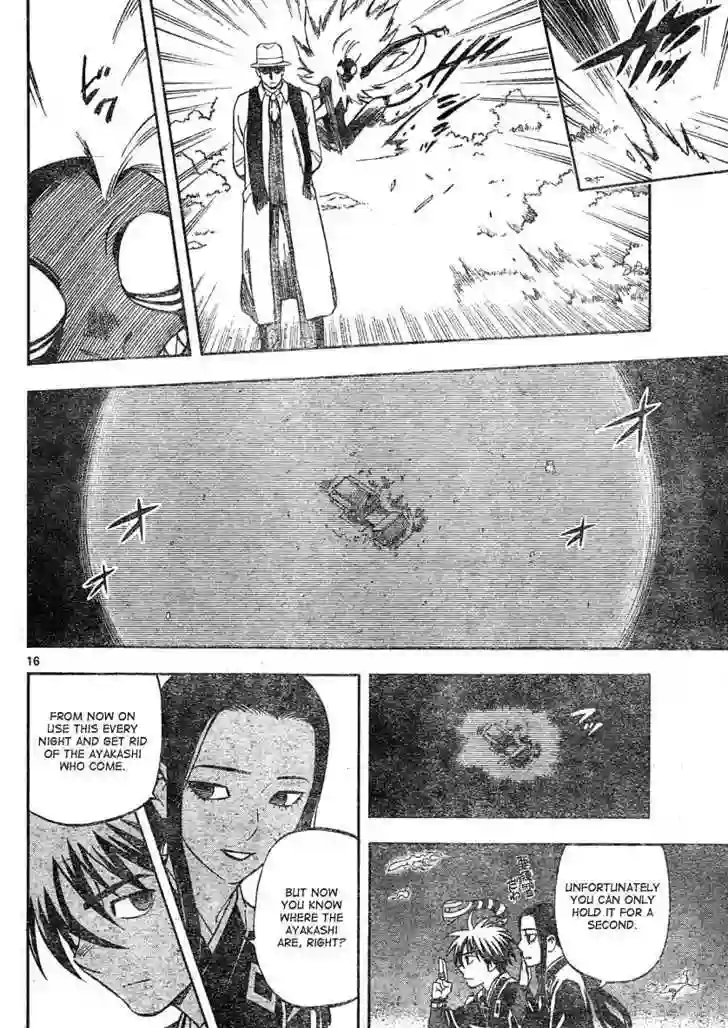 16
UNFORTUNATELY
YOU CAN ONLY
HOLD IT FOR A
SECOND.
FROM NOW ON
USE THIS EVERY
NIGHT AND GET RID
OF THE AYAKASHI
WHO COME.
BUT NOW
YOU KNOW
WHERE THE
AYAKASHI
ARE, RIGHT?